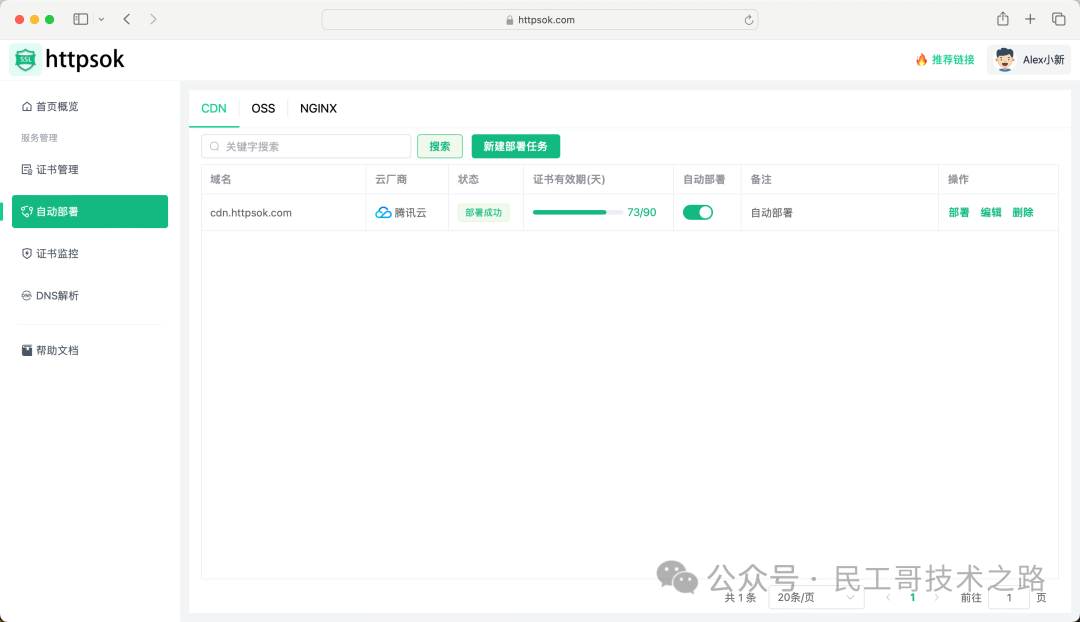 httpsok.com
SSL
httpsok
推荐链接
Alex小新
首页概览
服务管理
证书管理
自动部署
证书监控
DNS解析
帮助文档
CDN OSS NGINX
关键字搜索 搜索 新建部署任务
域名 云厂商 状态 证书有效期(天) 自动部署 备注 操作
cdn.httpsok.com 腾讯云 部署成功 73/90 自动部署 部署 编辑 删除
公众号 · 民工哥技术之路
共 1 条 20条/页 1 前往 1 页